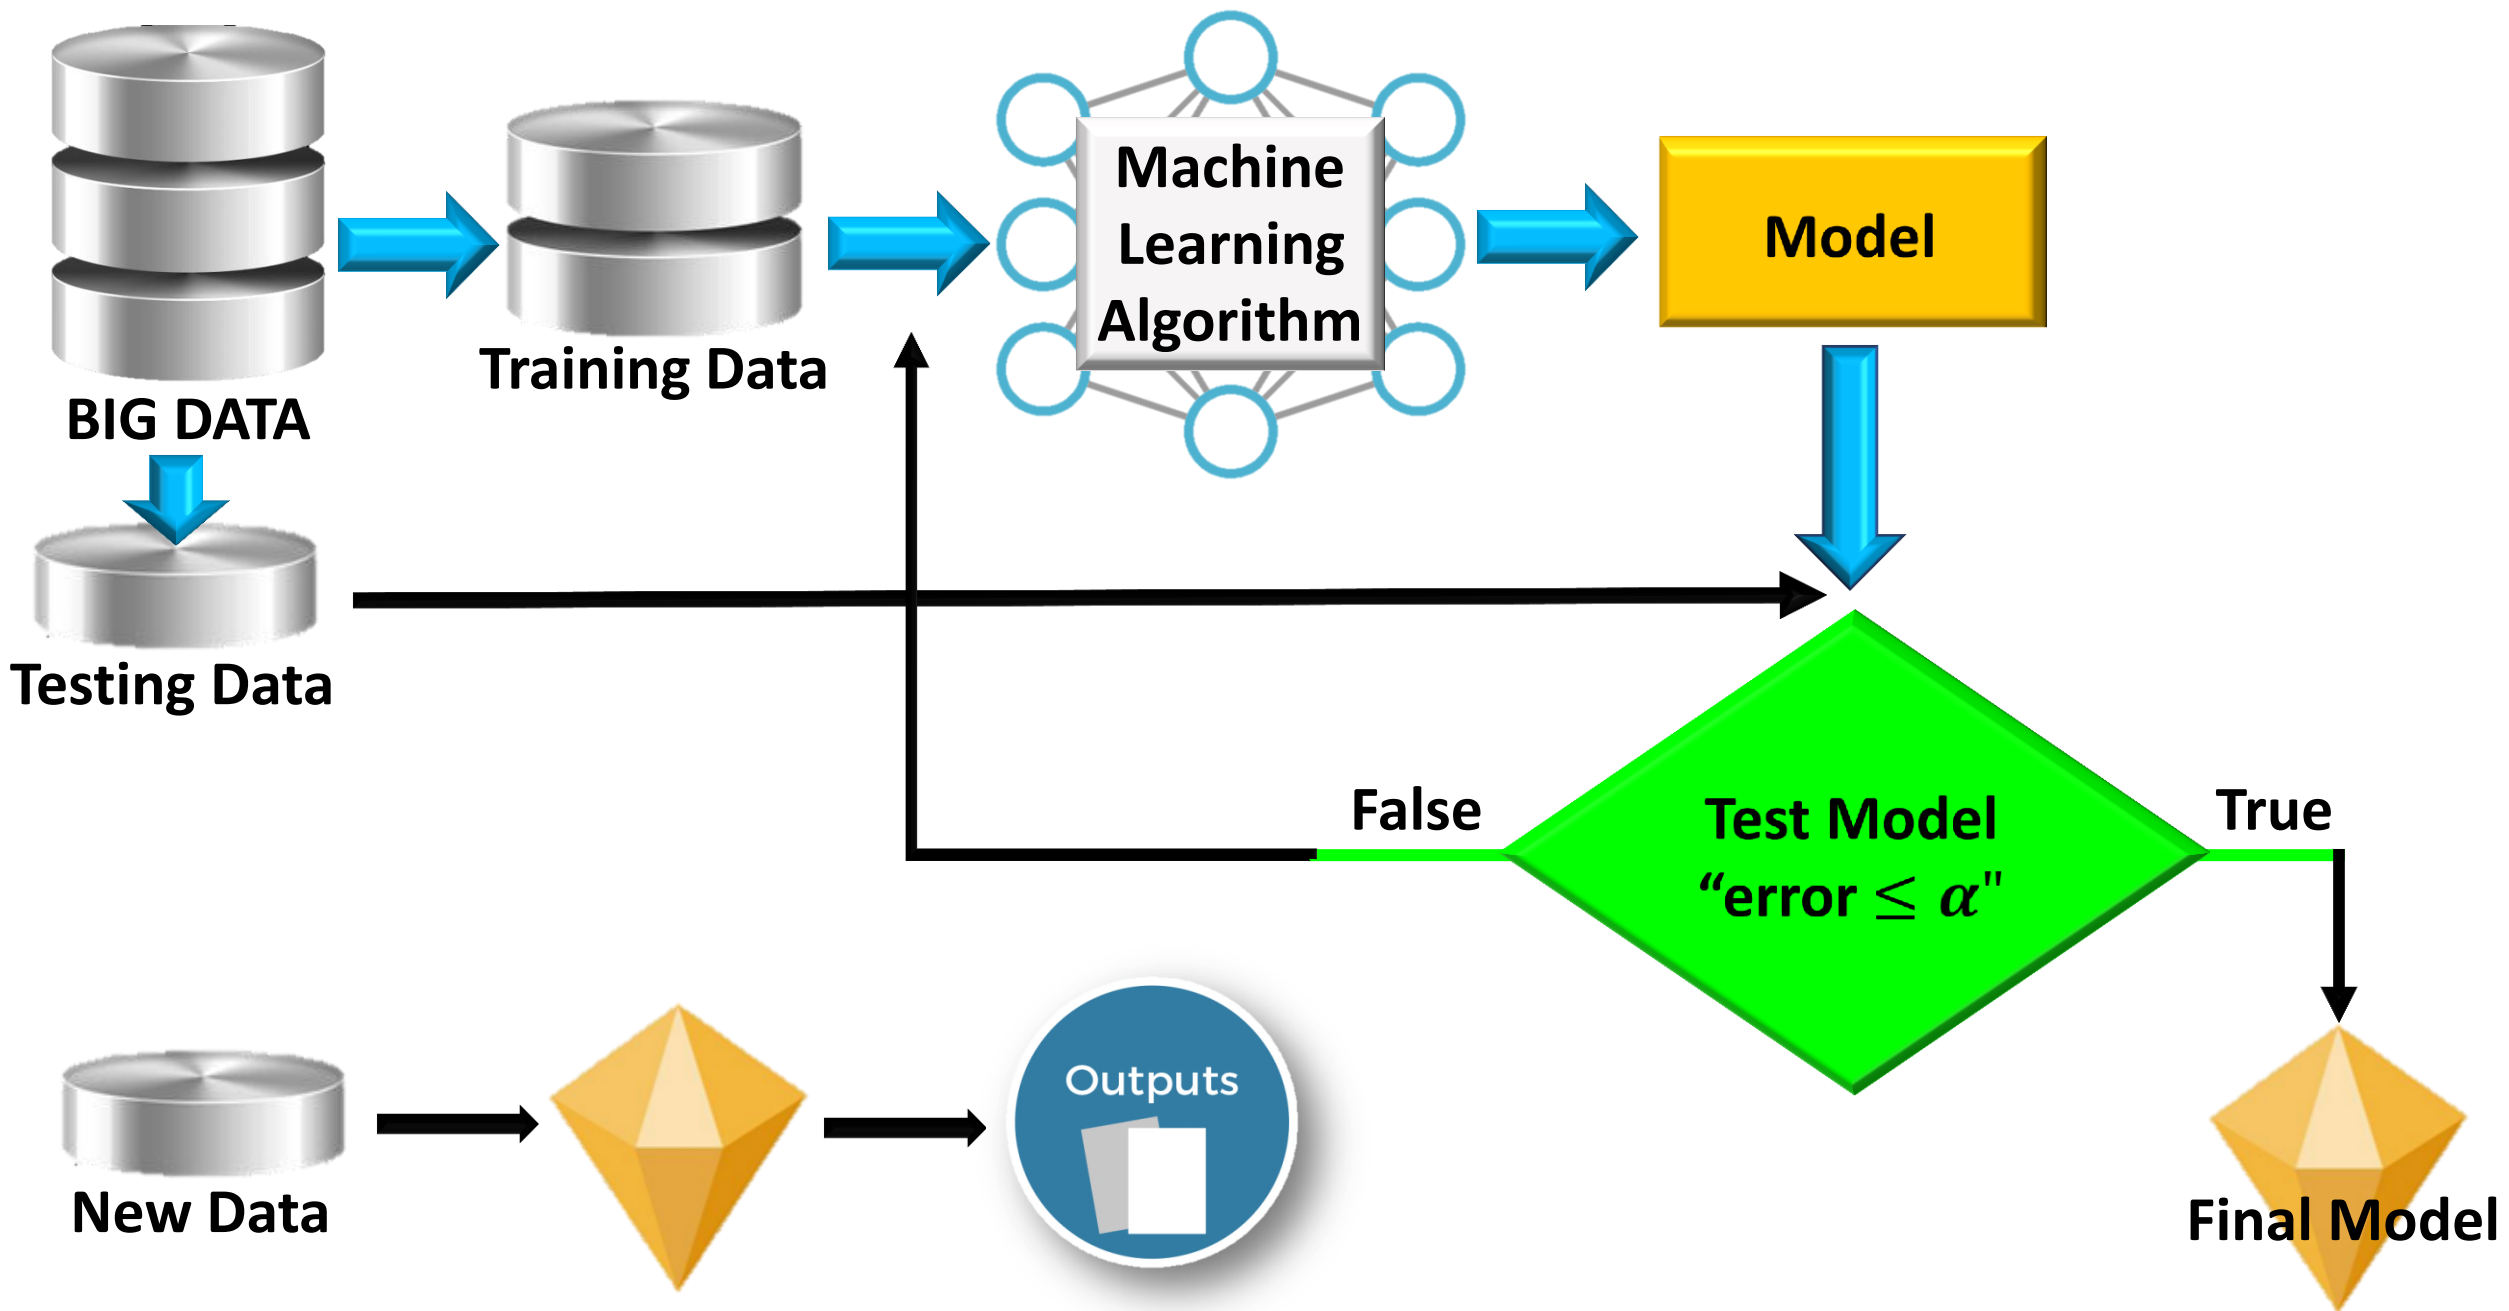 BIG DATA
Training Data
Machine
Learning
Algorithm
Model
Testing Data
False
True
Test Model
“error ≤ α"
Outputs
New Data
Final Model